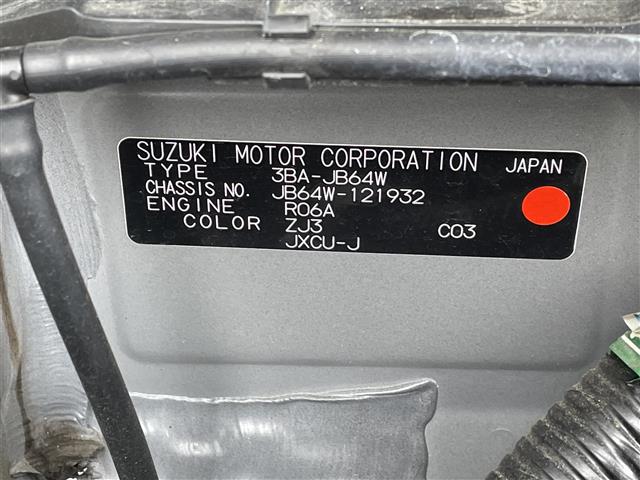 SUZUKI MOTOR CORPORATION JAPAN
TYPE 3BA-JB64W
CHASSIS NO. JB64W-121932
ENGINE R06A
COLOR ZJ3 C03
JXCU-J